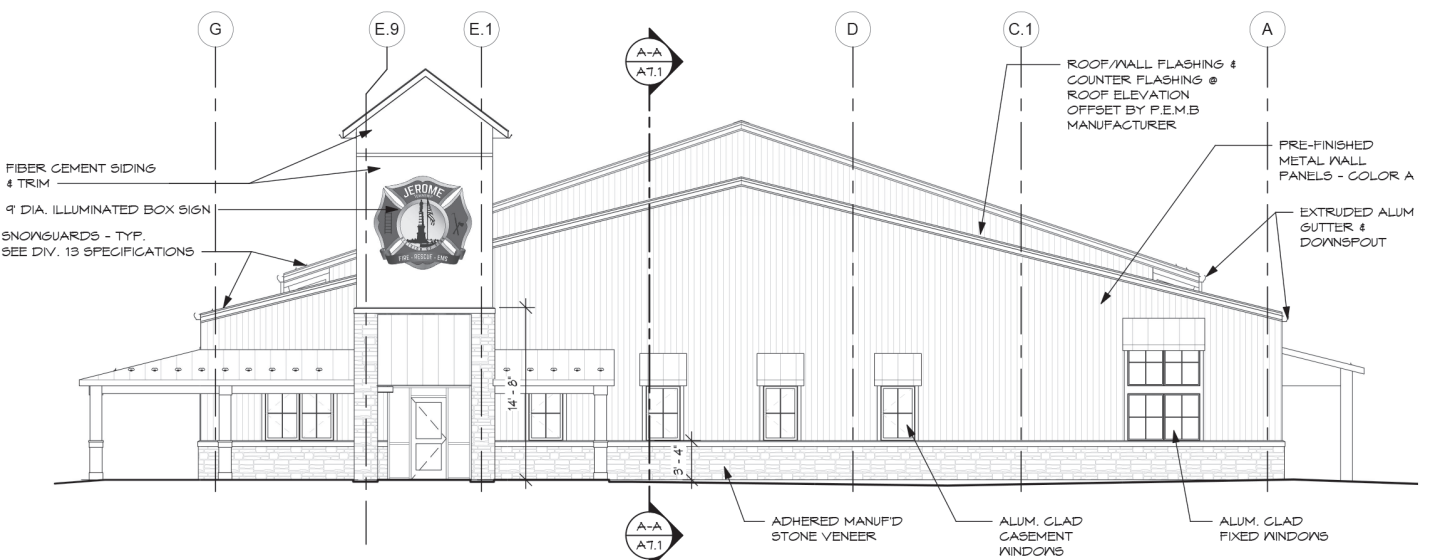 G
E.9
E.1
D
C.1
A
A-A
A7.1
ROOF/WALL FLASHING &
COUNTER FLASHING @
ROOF ELEVATION
OFFSET BY P.E.M.B
MANUFACTURER
PRE-FINISHED
METAL WALL
PANELS - COLOR A
FIBER CEMENT SIDING
& TRIM
9' DIA. ILLUMINATED BOX SIGN
SNOWGUARDS - TYP.
SEE DIV. 13 SPECIFICATIONS
JEROME
FIRE - RESCUE - EMS
EXTRUDED ALUM
GUTTER &
DOWNSPOUT
14' - 8"
3' - 4"
A-A
A7.1
ADHERED MANUF'D
STONE VENEER
ALUM. CLAD
CASEMENT
WINDOWS
ALUM. CLAD
FIXED WINDOWS